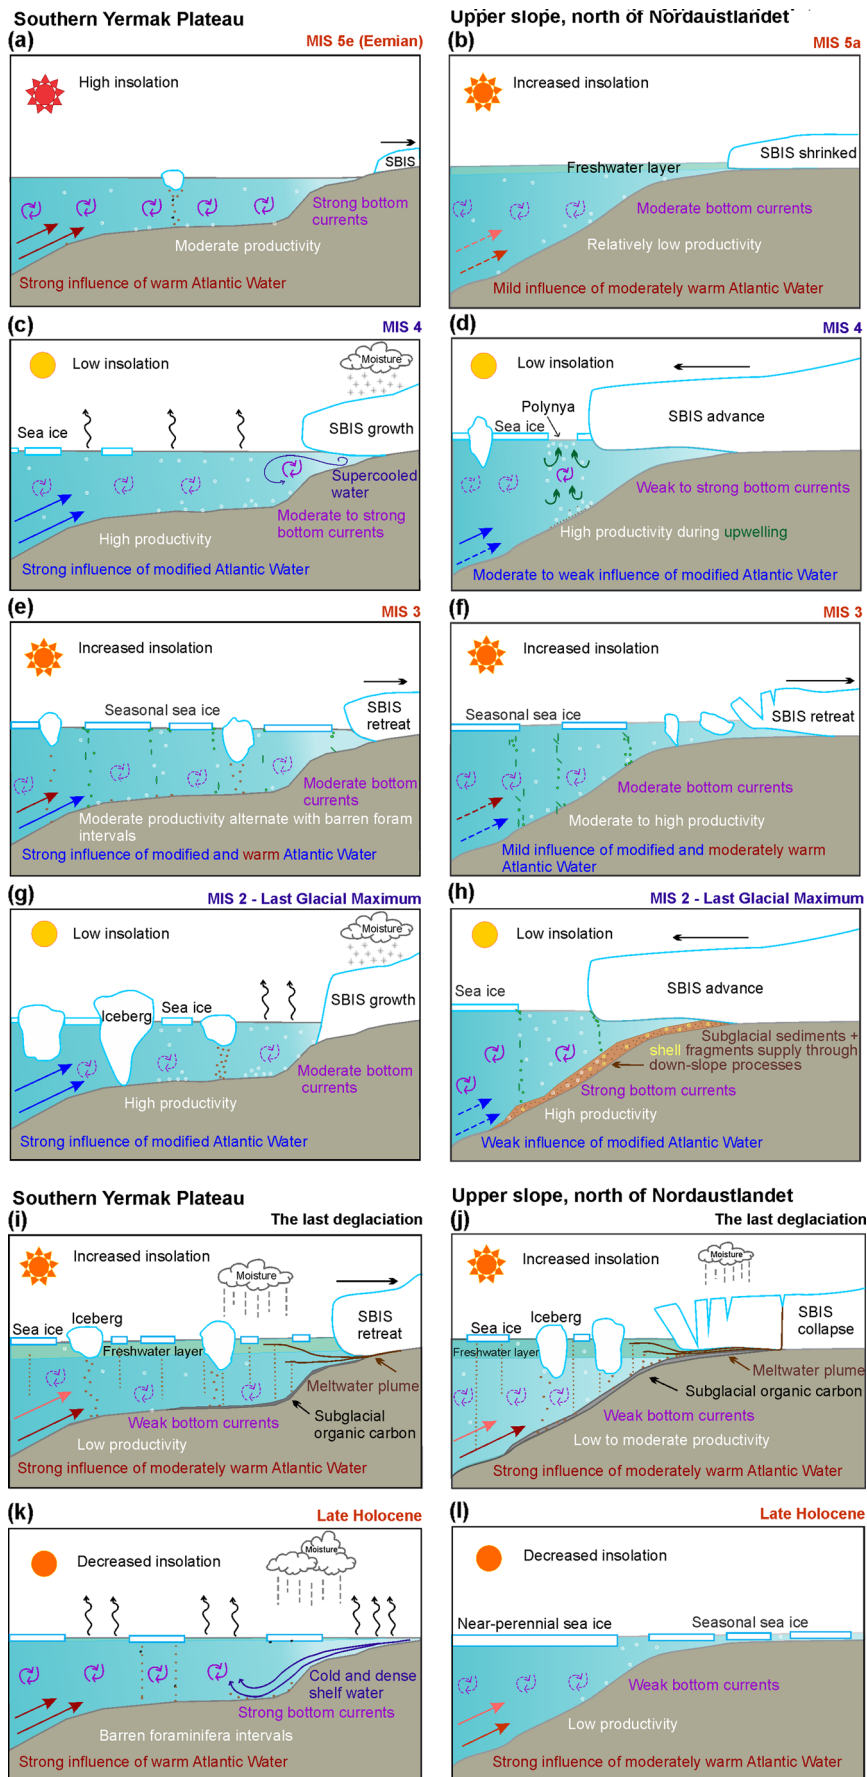 Southern Yermak Plateau
Upper slope, north of Nordaustlandet
(a)
MIS 5e (Eemian)
High insolation
SBIS
Strong bottom
currents
Moderate productivity
Strong influence of warm Atlantic Water
(b)
MIS 5a
Increased insolation
SBIS shrinked
Freshwater layer
Moderate bottom currents
Relatively low productivity
Mild influence of moderately warm Atlantic Water
(c)
MIS 4
Low insolation
Moisture
SBIS growth
Sea ice
Supercooled
water
Moderate to strong
bottom currents
High productivity
Strong influence of modified Atlantic Water
(d)
MIS 4
Low insolation
Polynya
Sea ice
SBIS advance
Weak to strong bottom currents
High productivity during upwelling
Moderate to weak influence of modified Atlantic Water
(e)
MIS 3
Increased insolation
Seasonal sea ice
SBIS
retreat
Moderate bottom
currents
Moderate productivity alternate with barren foram
intervals
Strong influence of modified and warm Atlantic Water
(f)
MIS 3
Increased insolation
Seasonal sea ice
SBIS retreat
Moderate bottom currents
Moderate to high productivity
Mild influence of modified and moderately warm
Atlantic Water
(g)
MIS 2 - Last Glacial Maximum
Low insolation
Moisture
SBIS growth
Iceberg
Sea ice
Moderate bottom
currents
High productivity
Strong influence of modified Atlantic Water
(h)
MIS 2 - Last Glacial Maximum
Low insolation
SBIS advance
Sea ice
Subglacial sediments +
shell fragments supply through
down-slope processes
Strong bottom currents
High productivity
Weak influence of modified Atlantic Water
Southern Yermak Plateau
Upper slope, north of Nordaustlandet
(i)
The last deglaciation
Increased insolation
Moisture
Iceberg
Sea ice
SBIS
retreat
Freshwater layer
Meltwater plume
Weak bottom currents
Subglacial
organic carbon
Low productivity
Strong influence of moderately warm Atlantic Water
(j)
The last deglaciation
Increased insolation
Moisture
Iceberg
Sea ice
SBIS
collapse
Freshwater layer
Meltwater plume
Subglacial organic carbon
Weak bottom currents
Low to moderate productivity
Strong influence of moderately warm Atlantic Water
(k)
Late Holocene
Decreased insolation
Moisture
Cold and dense
shelf water
Strong bottom currents
Barren foraminifera intervals
Strong influence of warm Atlantic Water
(l)
Late Holocene
Decreased insolation
Near-perennial sea ice
Seasonal sea ice
Weak bottom currents
Low productivity
Strong influence of moderately warm Atlantic Water